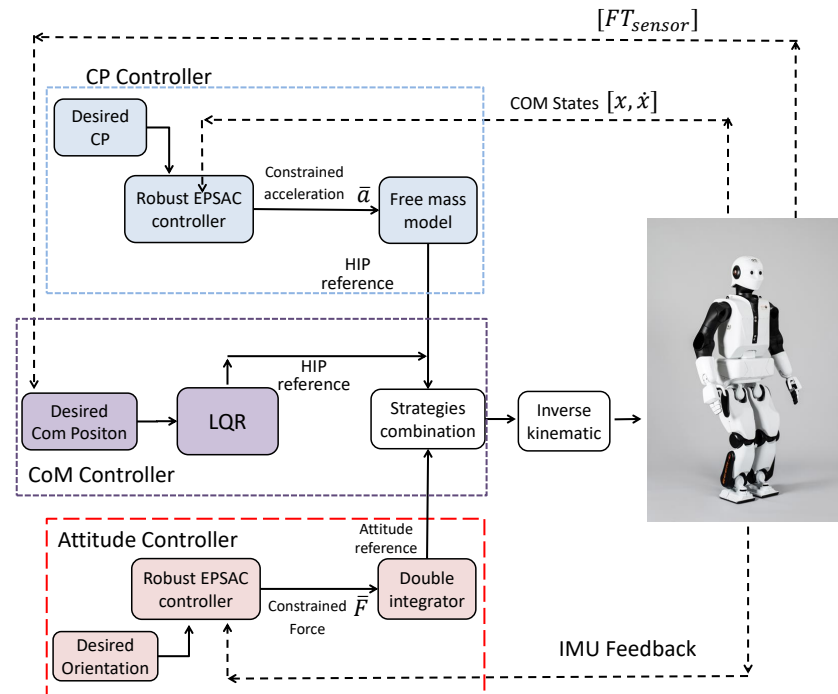 [FT_sensor]
CP Controller
COM States [x, ẋ]
Desired
CP
Robust EPSAC
controller
Constrained
acceleration
a̅
Free mass
model
HIP
reference
HIP
reference
Desired
Com Positon
LQR
Strategies
combination
Inverse
kinematic
CoM Controller
Attitude Controller
Attitude
reference
Robust EPSAC
controller
Constrained
Force
F̅
Double
integrator
Desired
Orientation
IMU Feedback